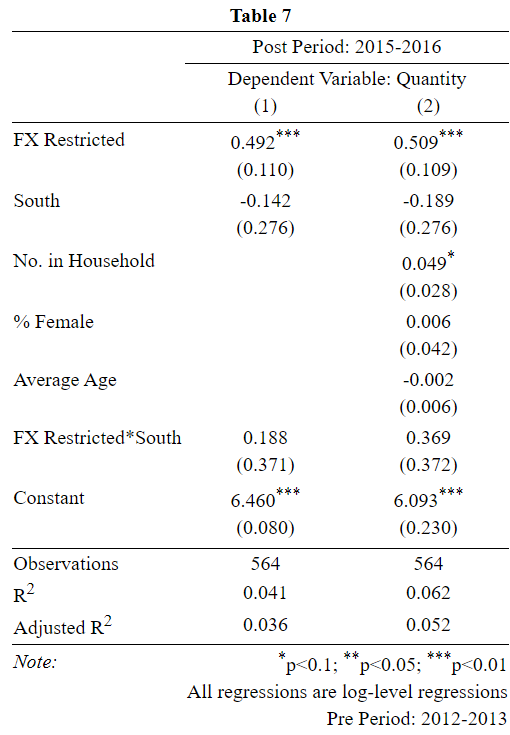 Table 7
Post Period: 2015-2016
Dependent Variable: Quantity
(1) (2)
FX Restricted 0.492*** 0.509***
(0.110) (0.109)
South -0.142 -0.189
(0.276) (0.276)
No. in Household 0.049*
(0.028)
% Female 0.006
(0.042)
Average Age -0.002
(0.006)
FX Restricted*South 0.188 0.369
(0.371) (0.372)
Constant 6.460*** 6.093***
(0.080) (0.230)
Observations 564 564
R2 0.041 0.062
Adjusted R2 0.036 0.052
Note: *p<0.1; **p<0.05; ***p<0.01
All regressions are log-level regressions
Pre Period: 2012-2013